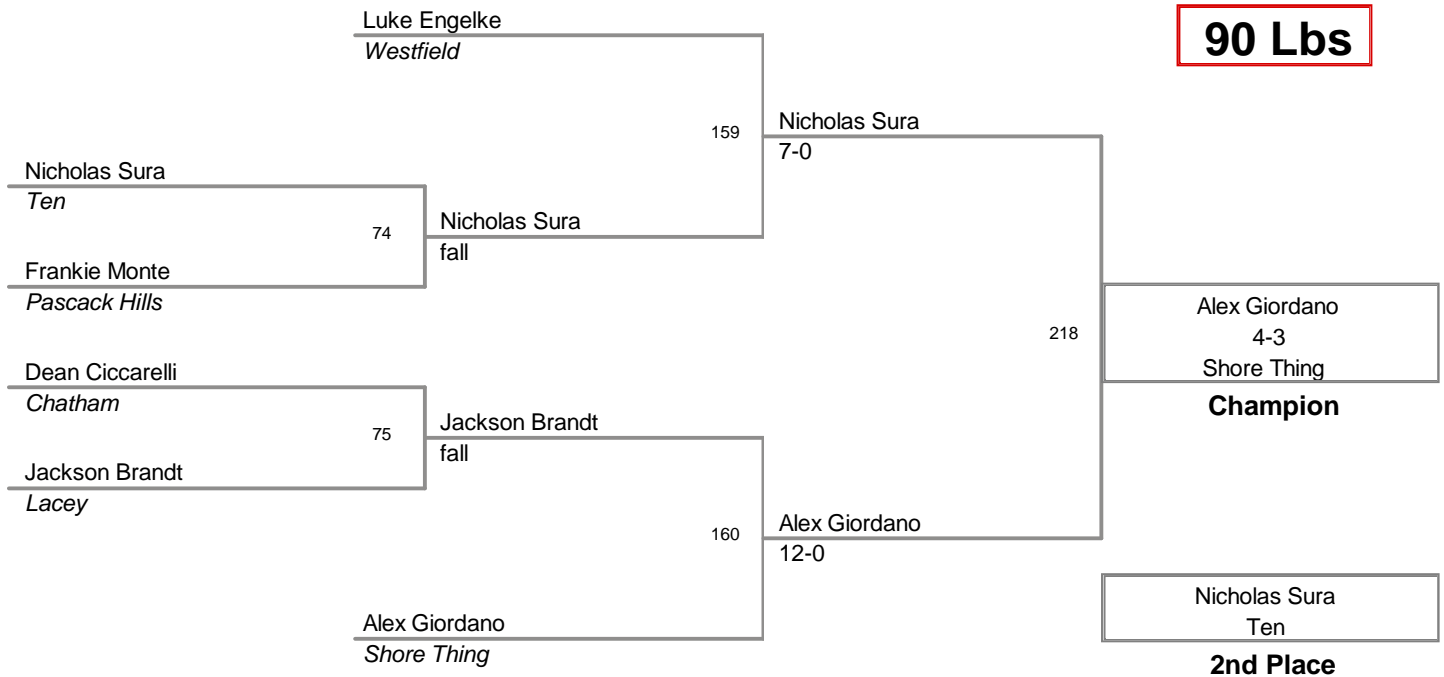 Luke Engelke
Westfield
90 Lbs
159
Nicholas Sura
7-0
Nicholas Sura
Ten
74
Nicholas Sura
fall
Frankie Monte
Pascack Hills
218
Alex Giordano
4-3
Shore Thing
Champion
Dean Ciccarelli
Chatham
75
Jackson Brandt
fall
Jackson Brandt
Lacey
160
Alex Giordano
12-0
Alex Giordano
Shore Thing
Nicholas Sura
Ten
2nd Place